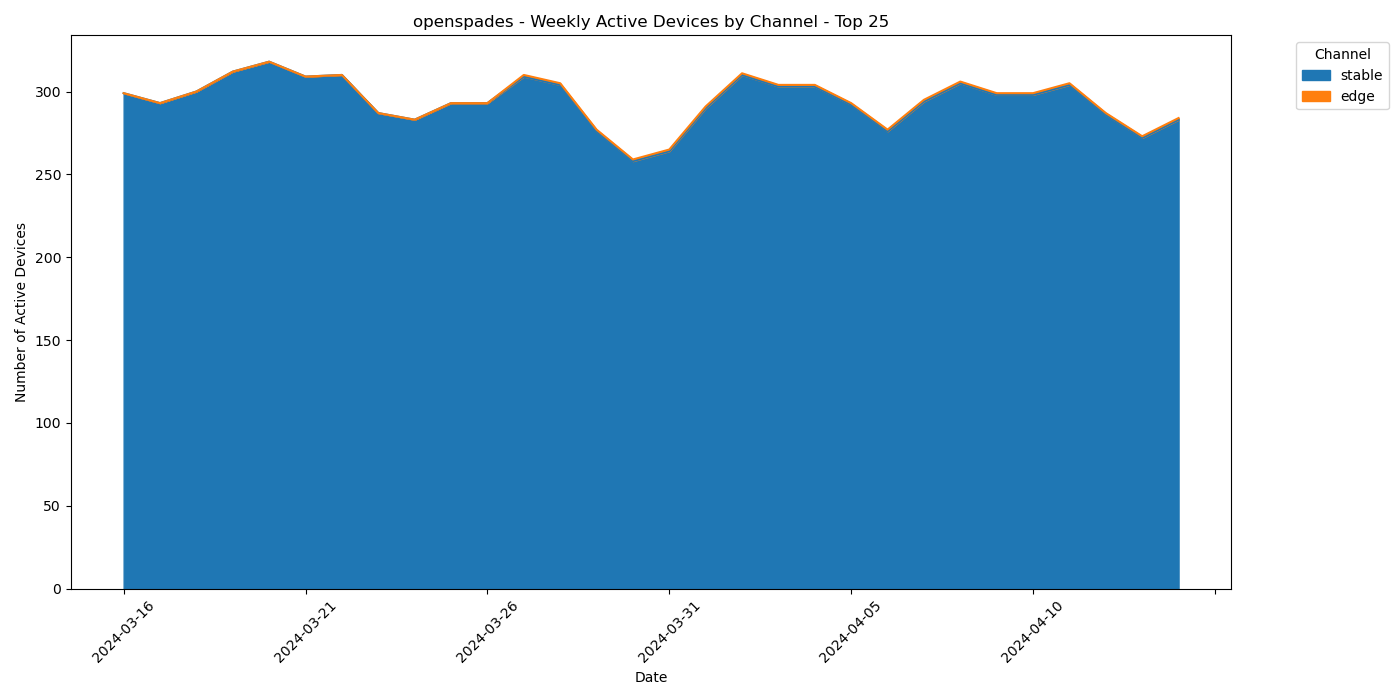 openspades - Weekly Active Devices by Channel - Top 25
Channel
stable
edge
Number of Active Devices
300
250
200
150
100
50
0
2024-03-16
2024-03-21
2024-03-26
2024-03-31
2024-04-05
2024-04-10
Date